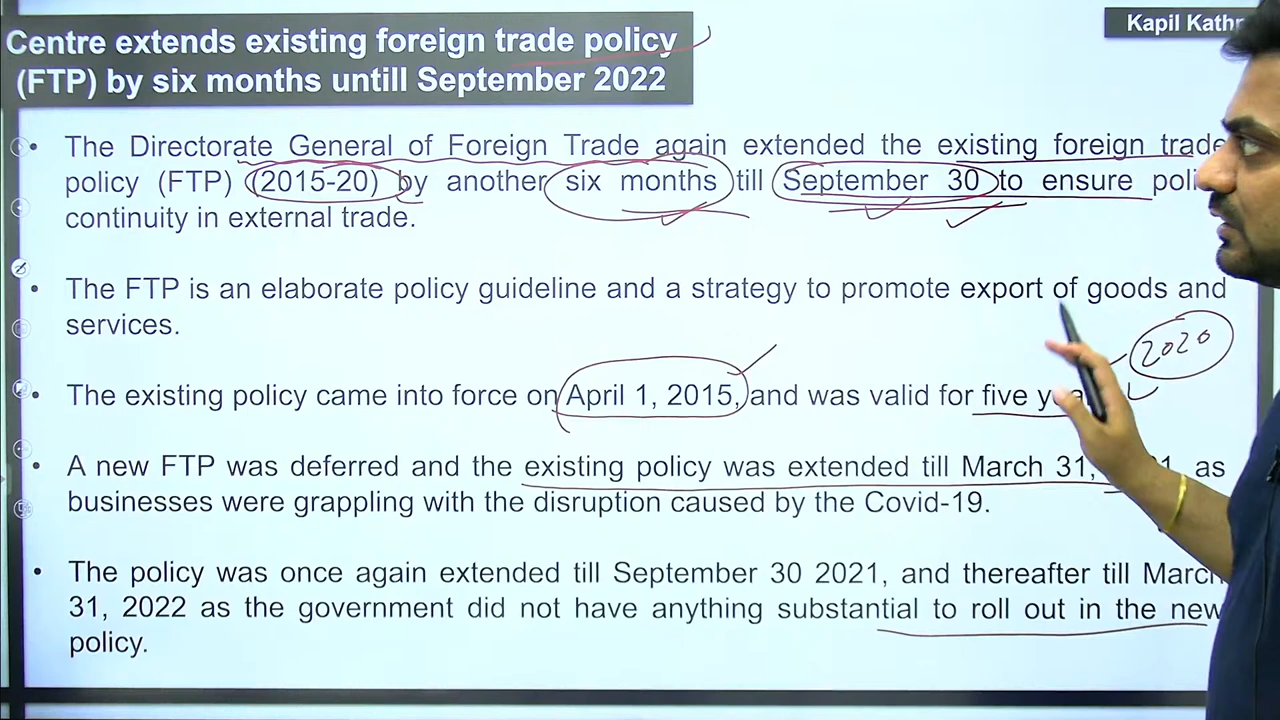 Centre extends existing foreign trade policy
(FTP) by six months untill September 2022
Kapil Kathr
• The Directorate General of Foreign Trade again extended the existing foreign trade
policy (FTP) (2015-20) by another six months till September 30 to ensure poli
continuity in external trade.
• The FTP is an elaborate policy guideline and a strategy to promote export of goods and
services.
2020
• The existing policy came into force on April 1, 2015, and was valid for five
• A new FTP was deferred and the existing policy was extended till March 31, as
businesses were grappling with the disruption caused by the Covid-19.
• The policy was once again extended till September 30 2021, and thereafter till March
31, 2022 as the government did not have anything substantial to roll out in the new
policy.